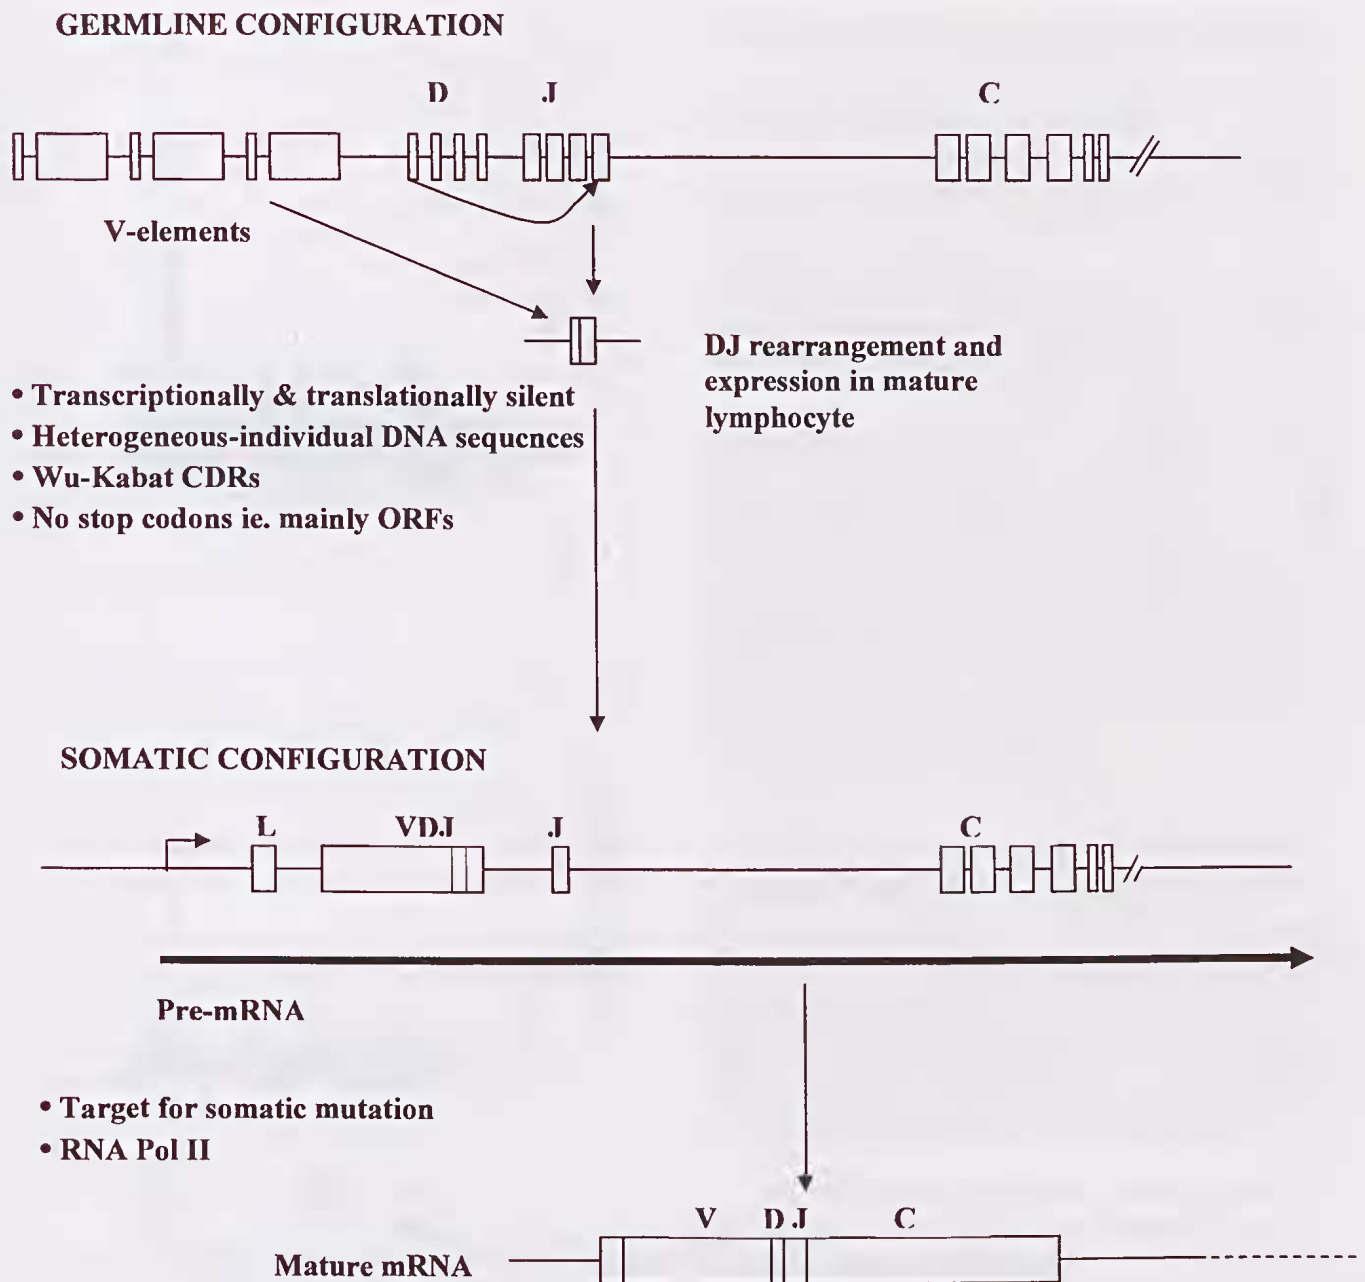 GERMLINE CONFIGURATION
D J C
V-elements
DJ rearrangement and
expression in mature
lymphocyte
• Transcriptionally & translationally silent
• Heterogeneous-individual DNA sequcnces
• Wu-Kabat CDRs
• No stop codons ie. mainly ORFs
SOMATIC CONFIGURATION
L VDJ J C
Pre-mRNA
• Target for somatic mutation
• RNA Pol II
V D J C
Mature mRNA